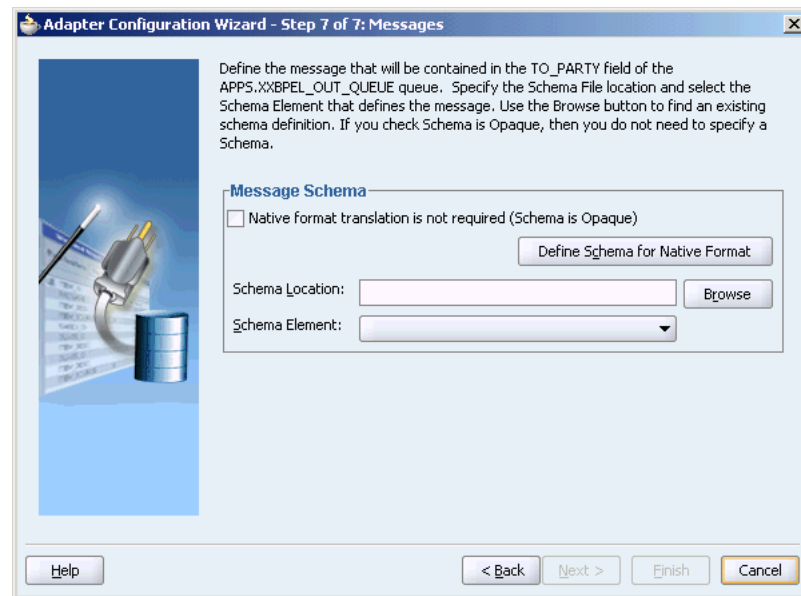 Adapter Configuration Wizard - Step 7 of 7: Messages
Define the message that will be contained in the TO_PARTY field of the
APPS.XXBPEL_OUT_QUEUE queue. Specify the Schema File location and select the
Schema Element that defines the message. Use the Browse button to find an existing
schema definition. If you check Schema is Opaque, then you do not need to specify a
Schema.
Message Schema
Native format translation is not required (Schema is Opaque)
Define Schema for Native Format
Schema Location:
Browse
Schema Element:
Help
< Back
Next >
Finish
Cancel